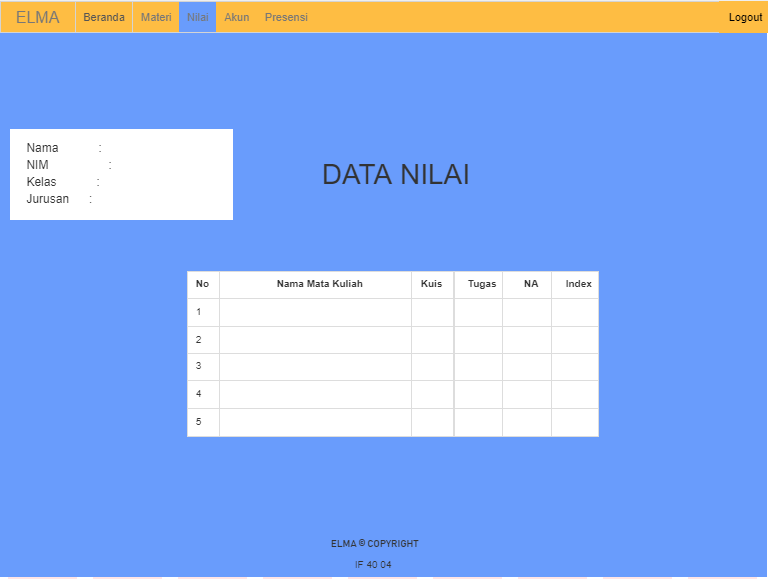 ELMA Beranda Materi Nilai Akun Presensi Logout
Nama :
NIM :
Kelas :
Jurusan :
DATA NILAI
No Nama Mata Kuliah Kuis Tugas NA Index
1
2
3
4
5
ELMA © COPYRIGHT
IF 40 04